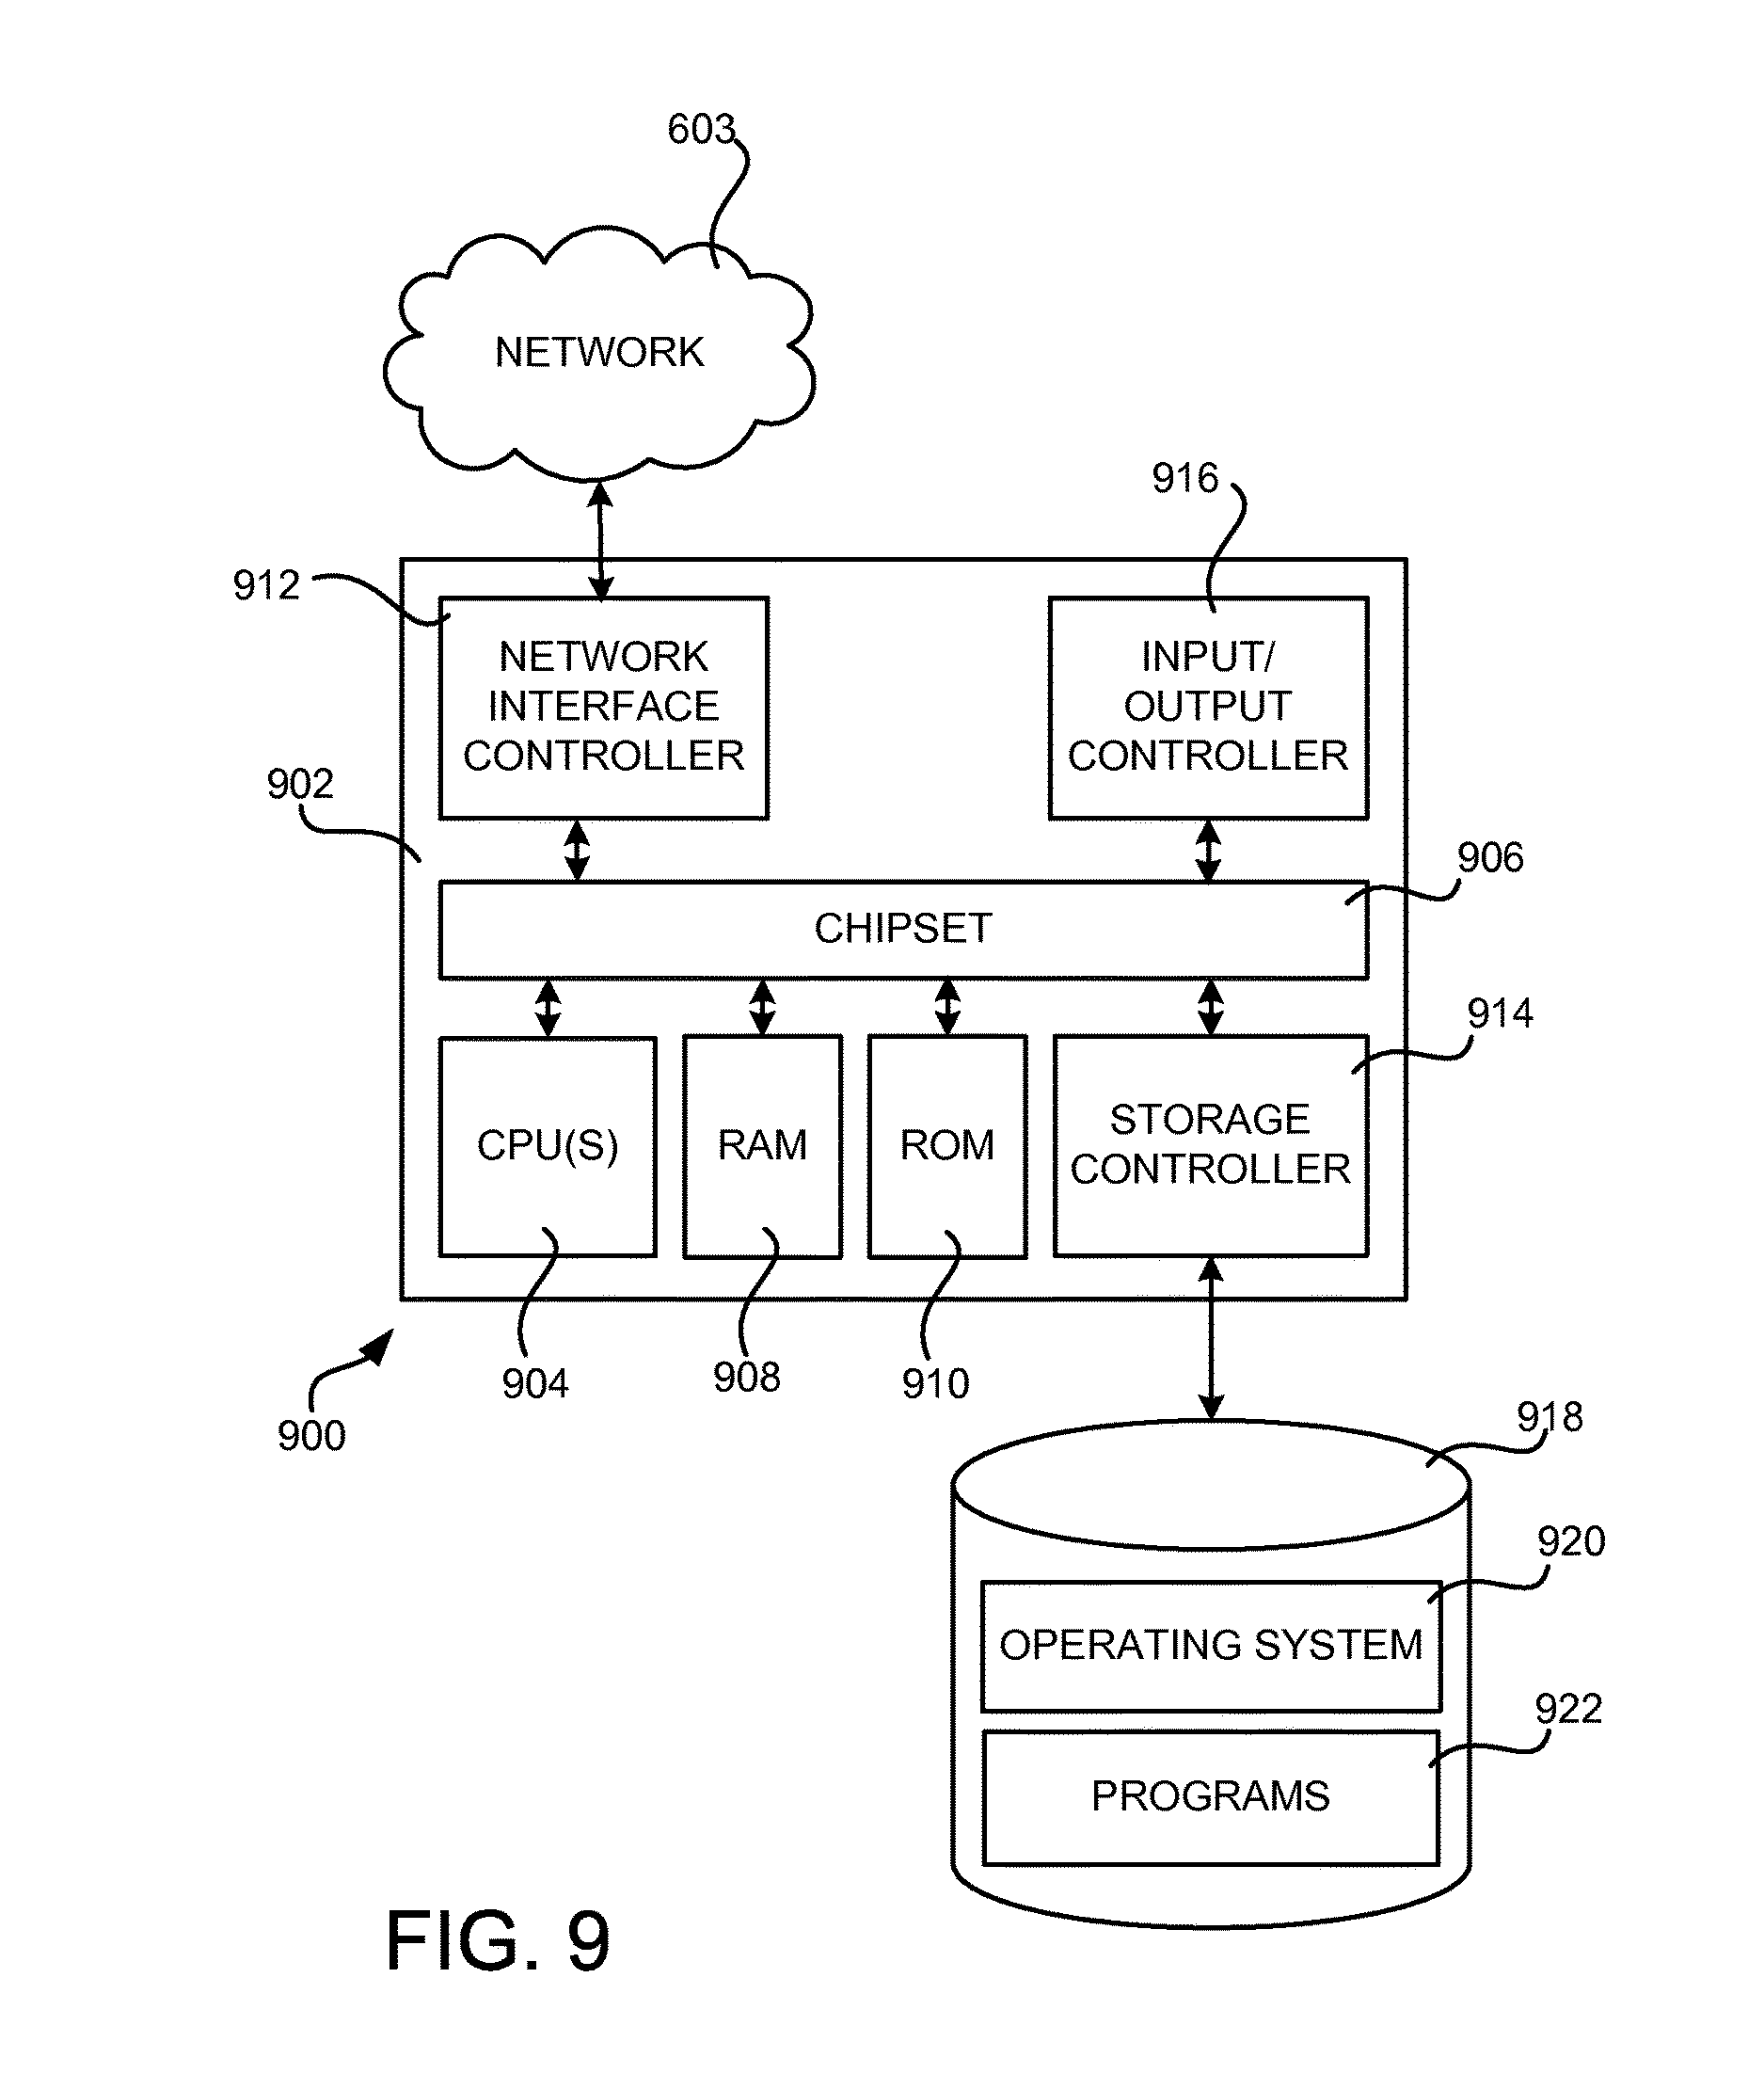 603
NETWORK
916
912
NETWORK
INTERFACE
CONTROLLER
INPUT/
OUTPUT
CONTROLLER
902
906
CHIPSET
914
CPU(S)
RAM
ROM
STORAGE
CONTROLLER
904
908
910
900
918
920
OPERATING SYSTEM
922
PROGRAMS
FIG. 9